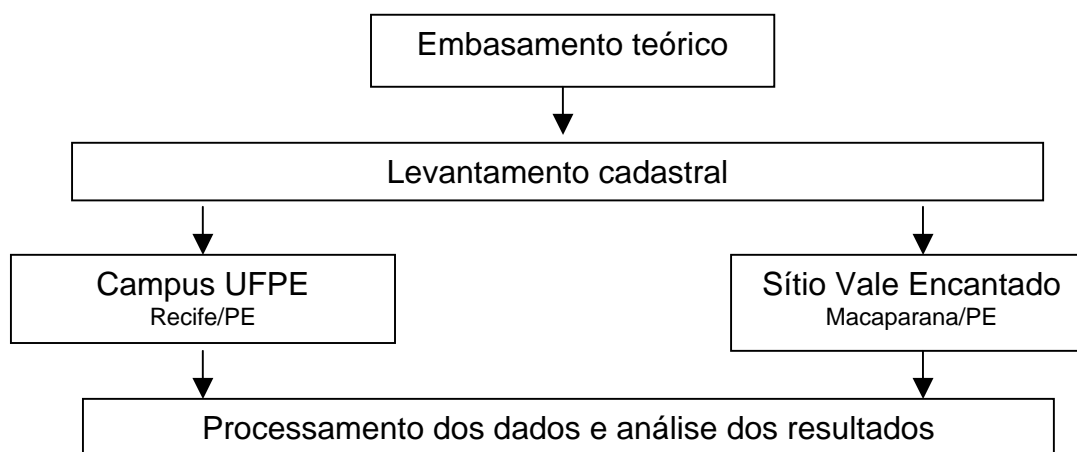 Embasamento teórico
Levantamento cadastral
Campus UFPE
Recife/PE
Sítio Vale Encantado
Macaparana/PE
Processamento dos dados e análise dos resultados